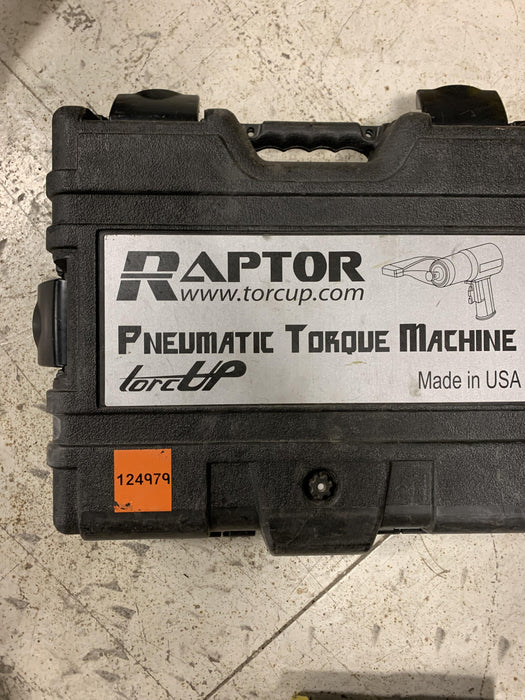 RAPTOR
www.torcup.com
PNEUMATIC TORQUE MACHINE
torcUP
Made in USA
124979